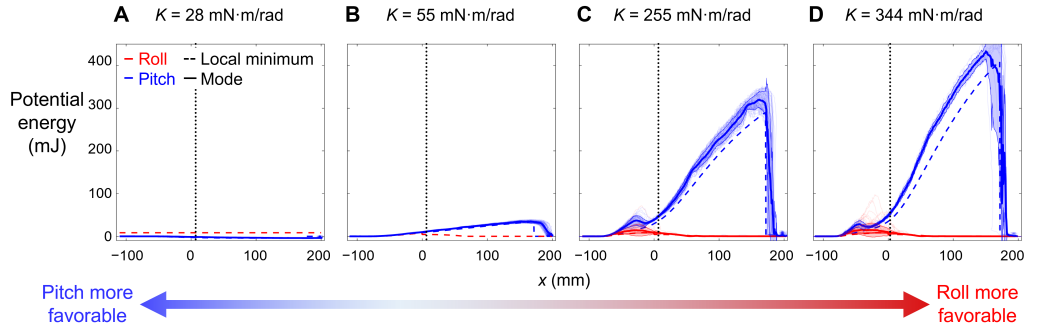 A K = 28 mN·m/rad
B K = 55 mN·m/rad
C K = 255 mN·m/rad
D K = 344 mN·m/rad
Roll
Local minimum
Pitch
Mode
Potential
energy
(mJ)
400
300
200
100
0
−100 0 100 200
−100 0 100 200
−100 0 100 200
−100 0 100 200
x (mm)
Pitch more
favorable
Roll more
favorable